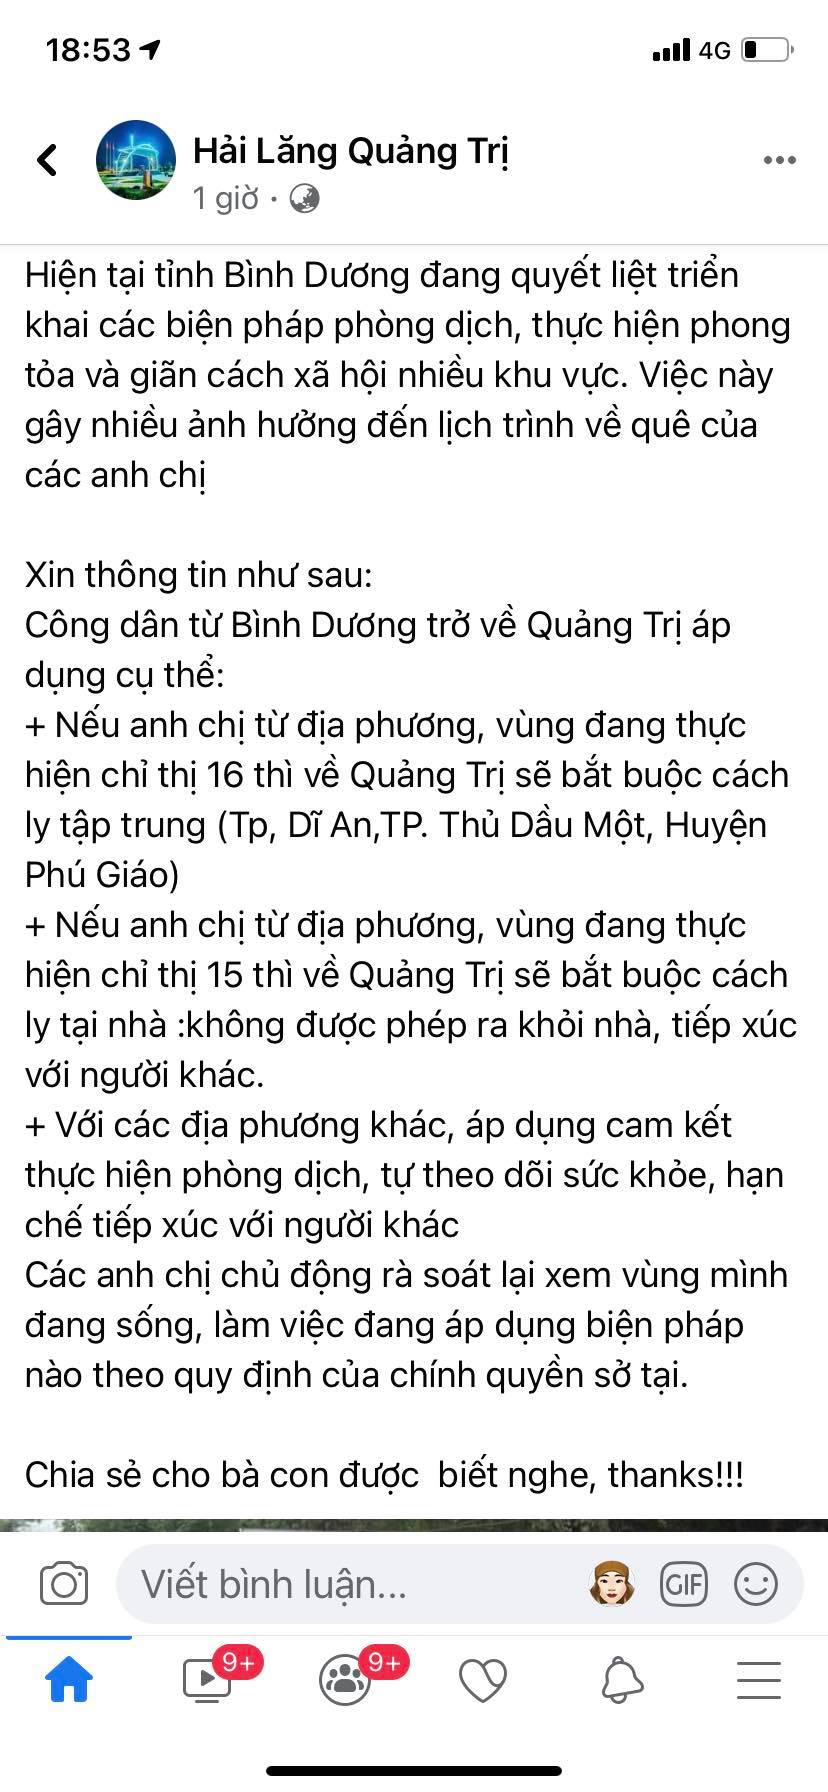 18:53
4G
Hải Lăng Quảng Trị
1 giờ ·
Hiện tại tỉnh Bình Dương đang quyết liệt triển
khai các biện pháp phòng dịch, thực hiện phong
tỏa và giãn cách xã hội nhiều khu vực. Việc này
gây nhiều ảnh hưởng đến lịch trình về quê của
các anh chị
Xin thông tin như sau:
Công dân từ Bình Dương trở về Quảng Trị áp
dụng cụ thể:
+ Nếu anh chị từ địa phương, vùng đang thực
hiện chỉ thị 16 thì về Quảng Trị sẽ bắt buộc cách
ly tập trung (Tp, Dĩ An,TP. Thủ Dầu Một, Huyện
Phú Giáo)
+ Nếu anh chị từ địa phương, vùng đang thực
hiện chỉ thị 15 thì về Quảng Trị sẽ bắt buộc cách
ly tại nhà :không được phép ra khỏi nhà, tiếp xúc
với người khác.
+ Với các địa phương khác, áp dụng cam kết
thực hiện phòng dịch, tự theo dõi sức khỏe, hạn
chế tiếp xúc với người khác
Các anh chị chủ động rà soát lại xem vùng mình
đang sống, làm việc đang áp dụng biện pháp
nào theo quy định của chính quyền sở tại.
Chia sẻ cho bà con được  biết nghe, thanks!!!
Viết bình luận...
GIF
9+
9+